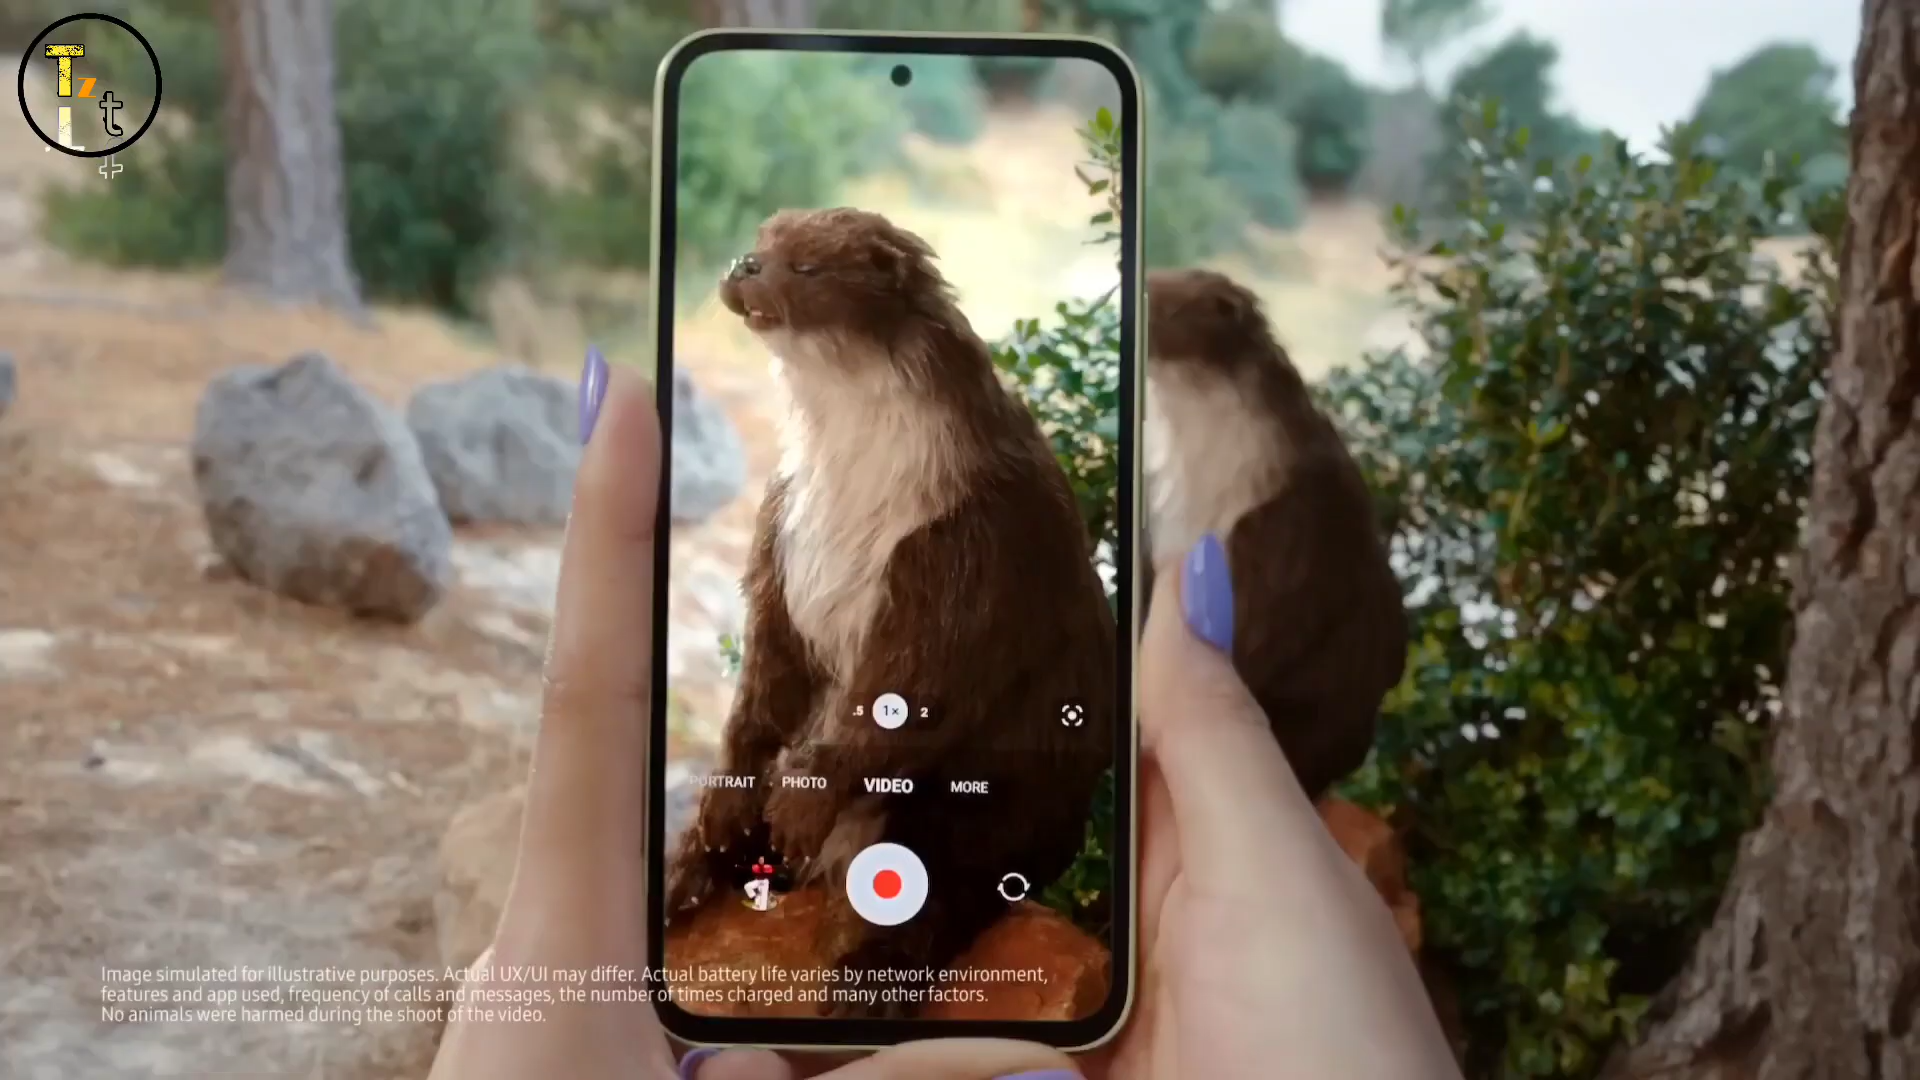 T
z
L
t
.5 1× 2
PORTRAIT PHOTO VIDEO MORE
Image simulated for illustrative purposes. Actual UX/UI may differ. Actual battery life varies by network environment,
features and app used, frequency of calls and messages, the number of times charged and many other factors.
No animals were harmed during the shoot of the video.